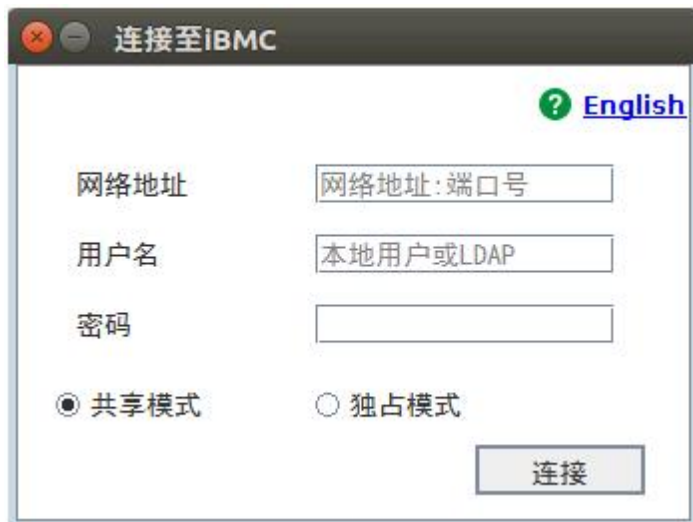 连接至iBMC
? English
网络地址 网络地址:端口号
用户名 本地用户或LDAP
密码
共享模式 独占模式
连接